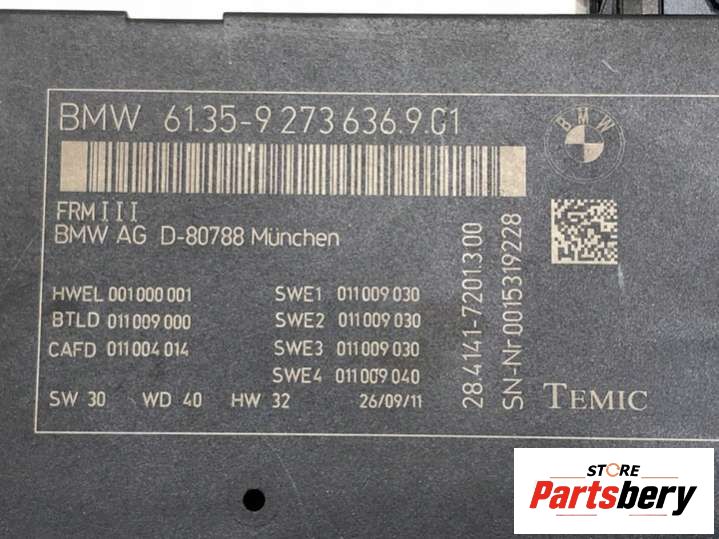 BMW 61.35-9 273 636.9 01
BMW
FRM III
BMW AG D-80788 München
HWEL 001 000 001
BTLD 011 009 000
CAFD 011 004 014
SWE1 011 009 030
SWE2 011 009 030
SWE3 011 009 030
SWE4 011 009 040
SW 30 WD 40 HW 32 26/09/11
28.4141-7201.3 00
SN-Nr 0015319228
TEMIC
STORE
Partsbery